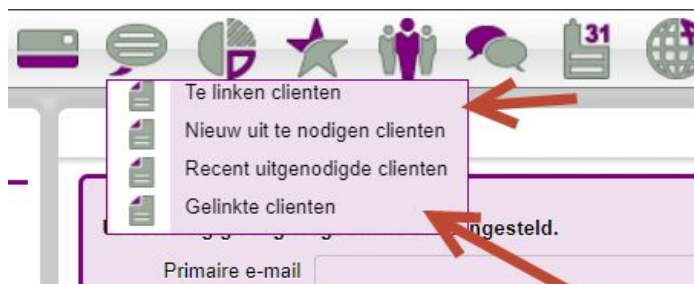 31
Te linken clienten
Nieuw uit te nodigen clienten
Recent uitgenodigde clienten
Gelinkte clienten
ngesteld.
Primaire e-mail